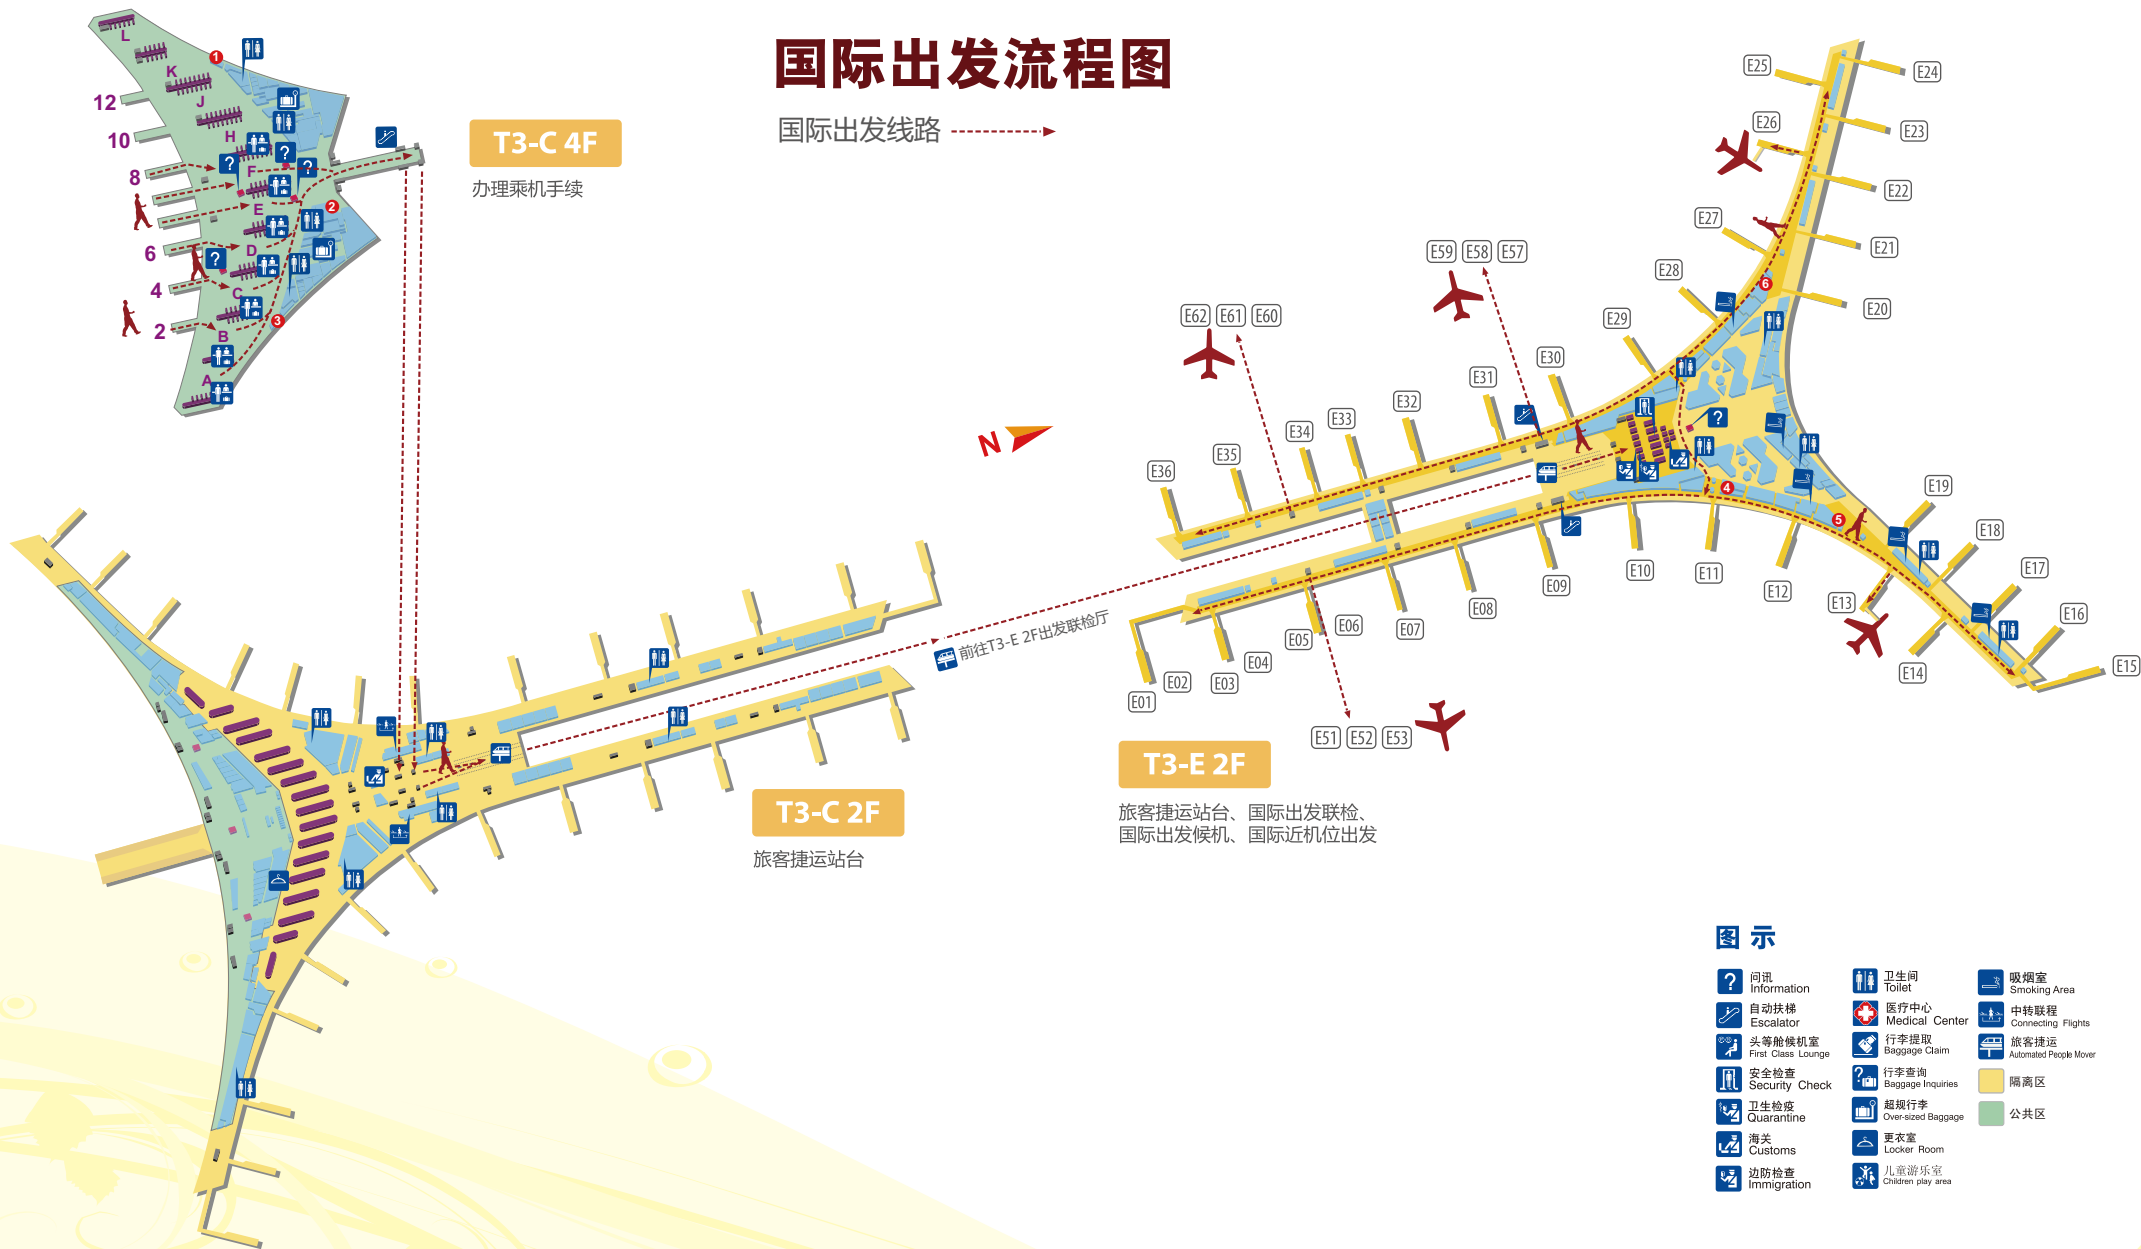 国际出发流程图
国际出发线路
T3-C 4F
办理乘机手续
L
K
J
H
F
E
D
C
B
A
12
10
8
6
4
2
1
2
3
N
T3-C 2F
旅客捷运站台
前往T3-E 2F出发联检厅
T3-E 2F
旅客捷运站台、国际出发联检、
国际出发候机、国际近机位出发
E25
E24
E26
E23
E22
E27
E21
E28
E20
E29
E59 E58 E57
E62 E61 E60
E30
E31
E32
E33
E34
E35
E36
6
4
5
E19
E18
E17
E16
E15
E14
E13
E12
E11
E10
E09
E08
E07
E06
E05
E04
E03
E02
E01
E51 E52 E53
图 示
问讯
Information
自动扶梯
Escalator
头等舱候机室
First Class Lounge
安全检查
Security Check
卫生检疫
Quarantine
海关
Customs
边防检查
Immigration
卫生间
Toilet
医疗中心
Medical Center
行李提取
Baggage Claim
行李查询
Baggage Inquiries
超规行李
Over-sized Baggage
更衣室
Locker Room
儿童游乐室
Children play area
吸烟室
Smoking Area
中转联程
Connecting Flights
旅客捷运
Automated People Mover
隔离区
公共区